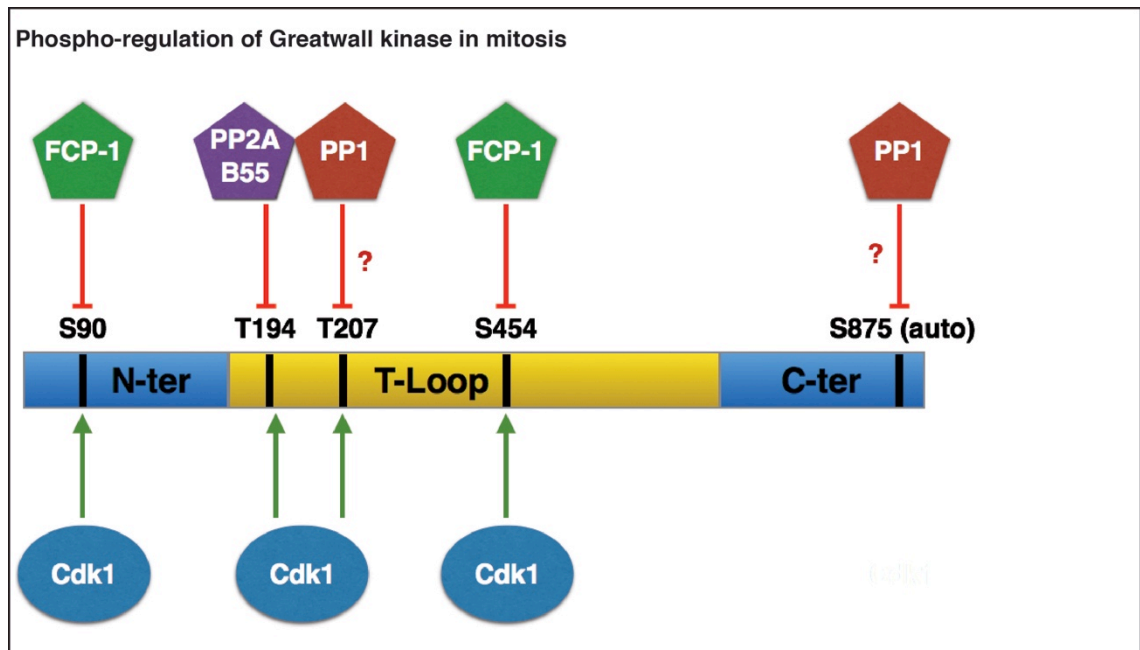 Phospho-regulation of Greatwall kinase in mitosis
FCP-1
PP2A
B55
PP1
FCP-1
PP1
?
?
S90
T194
T207
S454
S875 (auto)
N-ter
T-Loop
C-ter
Cdk1
Cdk1
Cdk1